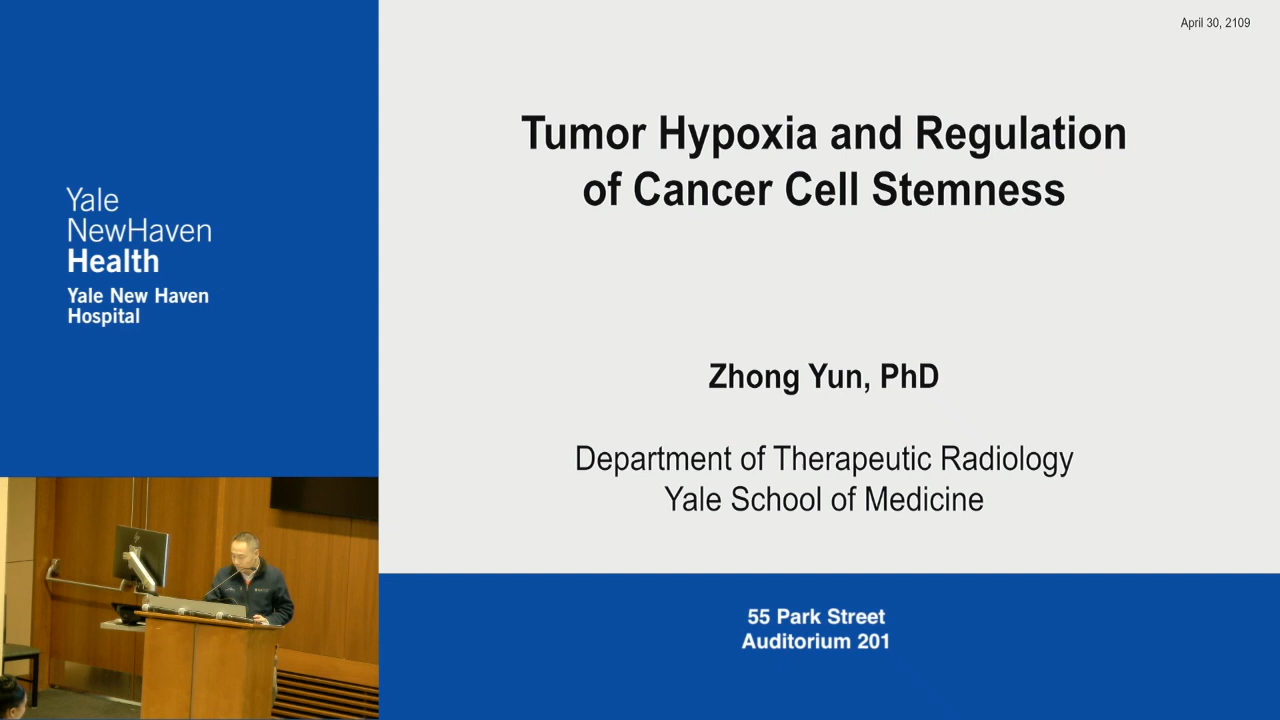 April 30, 2109
Tumor Hypoxia and Regulation
of Cancer Cell Stemness
Yale
NewHaven
Health
Yale New Haven
Hospital
Zhong Yun, PhD
Department of Therapeutic Radiology
Yale School of Medicine
55 Park Street
Auditorium 201